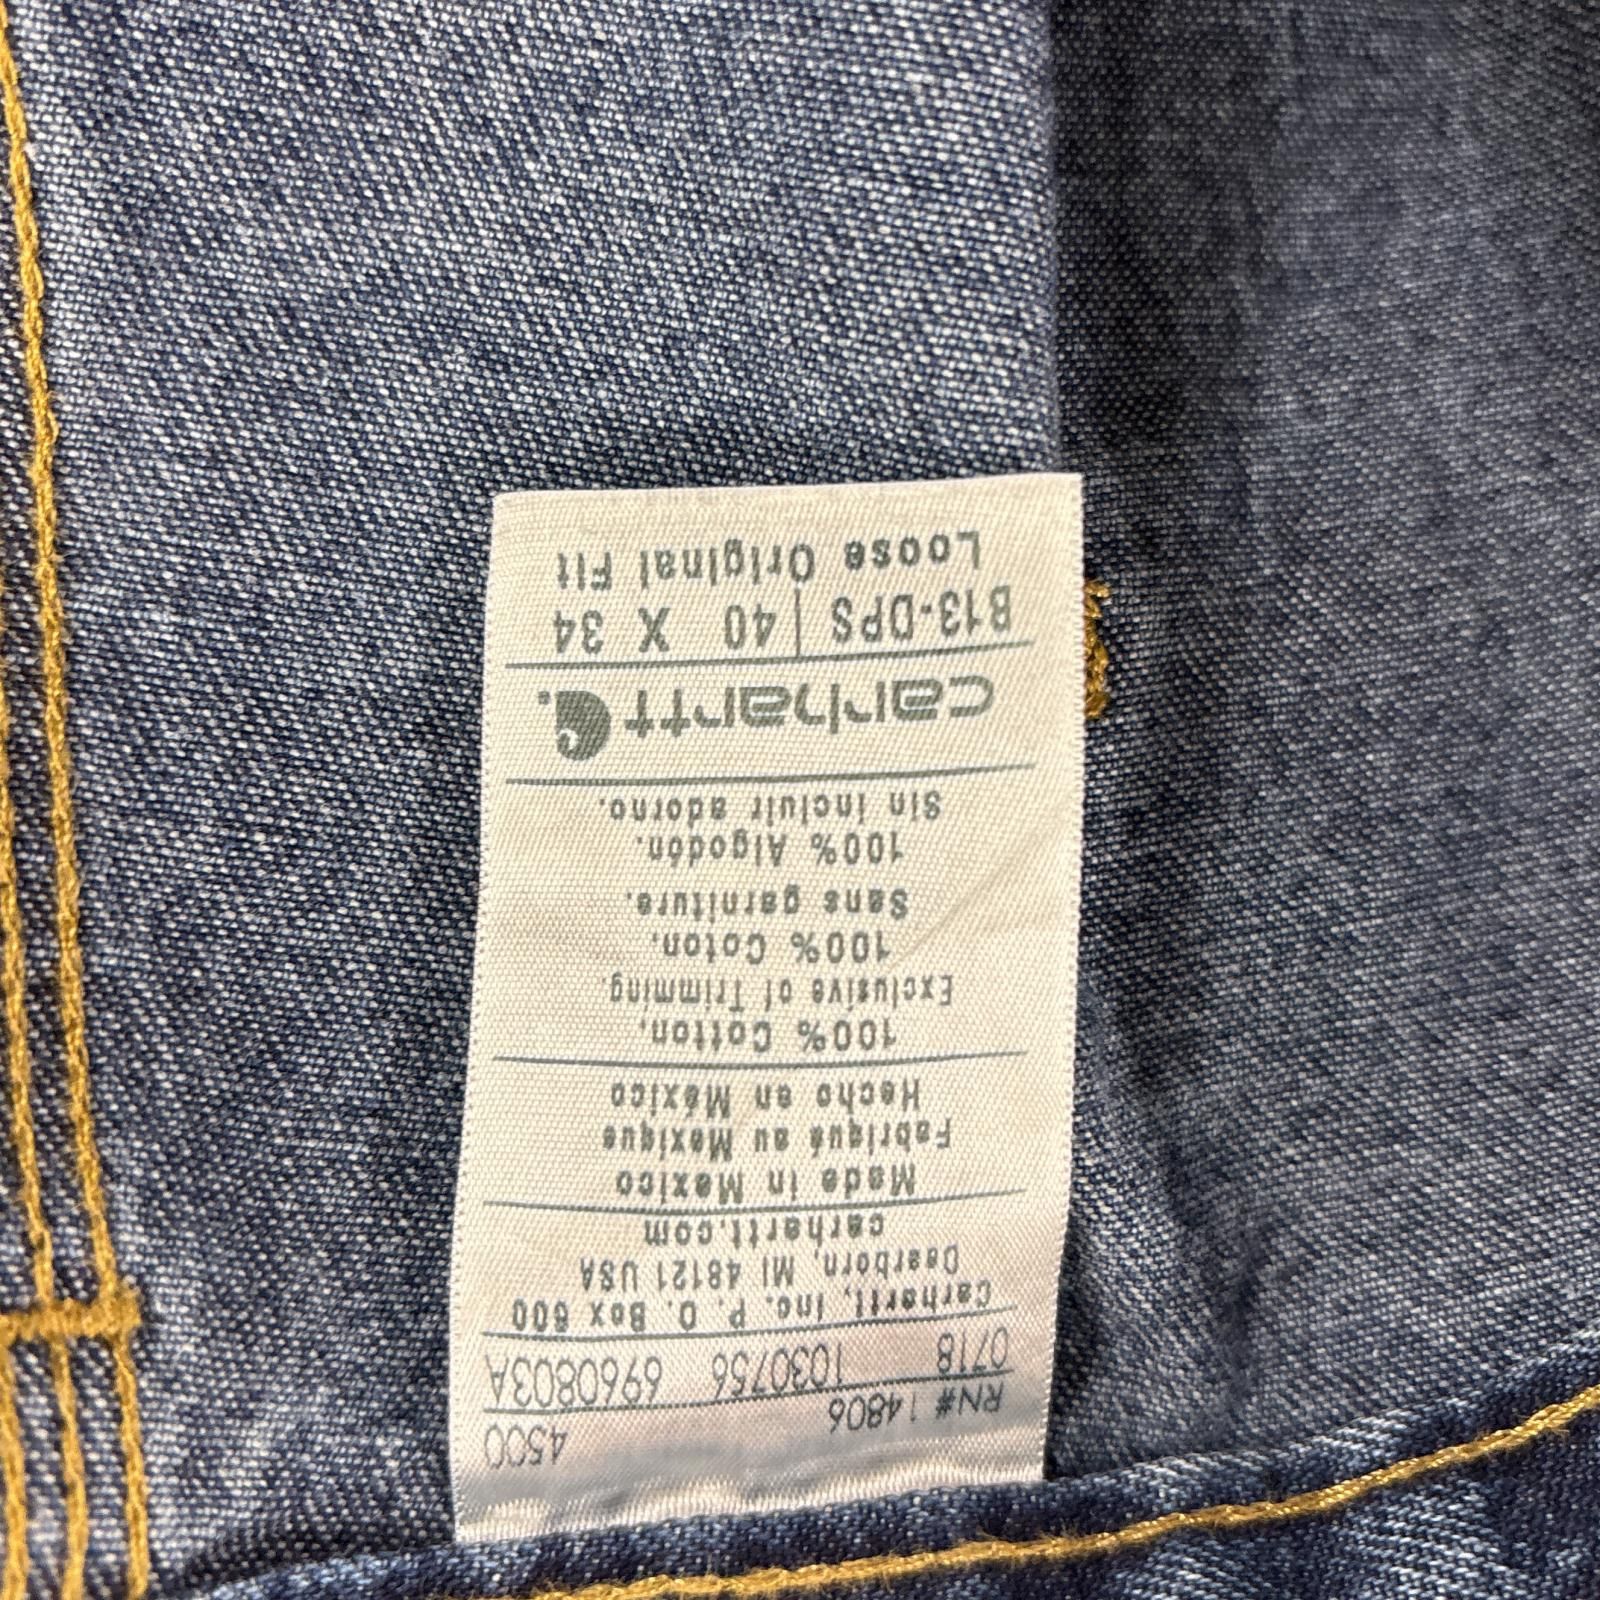 4500
RN# 14806
0718 1030756 6960803A
Carhartt, Inc. P. O. Box 600
Dearborn, MI 48121 USA
carhartt.com
Made in Mexico
Fabriqué au Mexique
Hecho en México
100% Cotton.
Exclusive of Trimming.
100% Coton.
Sans garniture.
100% Algodón.
Sin incluir adorno.
carhartt
B13-DPS | 40 X 34
Loose Original Fit